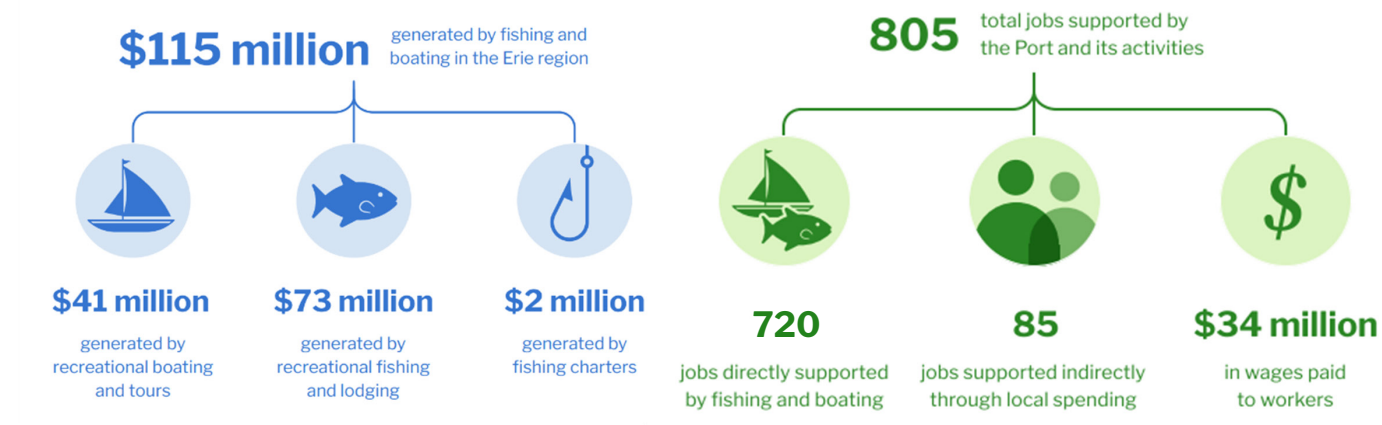 $115 million
generated by fishing and
boating in the Erie region
$41 million
generated by
recreational boating
and tours
$73 million
generated by
recreational fishing
and lodging
$2 million
generated by
fishing charters
805
total jobs supported by
the Port and its activities
$
720
jobs directly supported
by fishing and boating
85
jobs supported indirectly
through local spending
$34 million
in wages paid
to workers